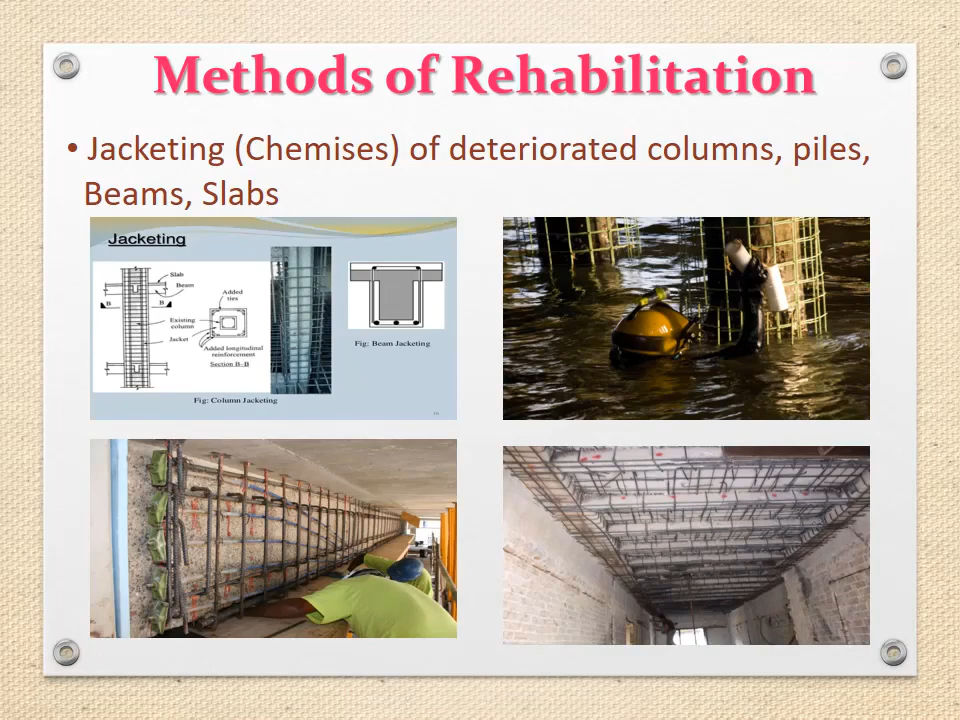 Methods of Rehabilitation
• Jacketing (Chemises) of deteriorated columns, piles,
Beams, Slabs
Jacketing
Slab
Beam
B
B
Added
ties
Existing
column
Jacket
Added longitudinal
reinforcement
Section B–B
Fig: Column Jacketing
Fig: Beam Jacketing